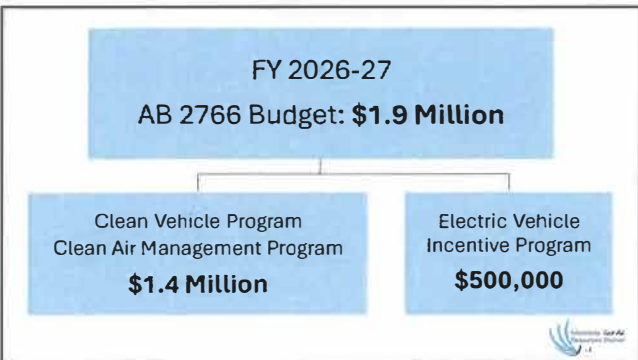 FY 2026-27
AB 2766 Budget: $1.9 Million
Clean Vehicle Program
Clean Air Management Program
$1.4 Million
Electric Vehicle
Incentive Program
$500,000